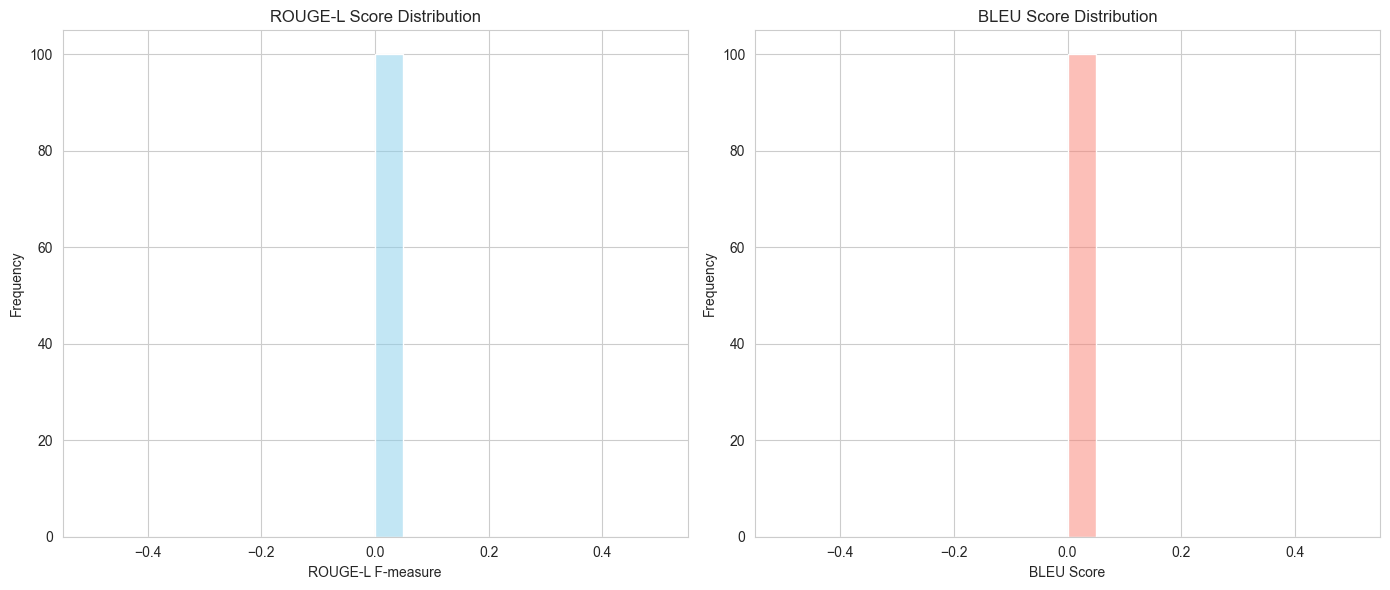 ROUGE-L Score Distribution
100
80
60
40
20
0
Frequency
−0.4 −0.2 0.0 0.2 0.4
ROUGE-L F-measure
BLEU Score Distribution
100
80
60
40
20
0
Frequency
−0.4 −0.2 0.0 0.2 0.4
BLEU Score